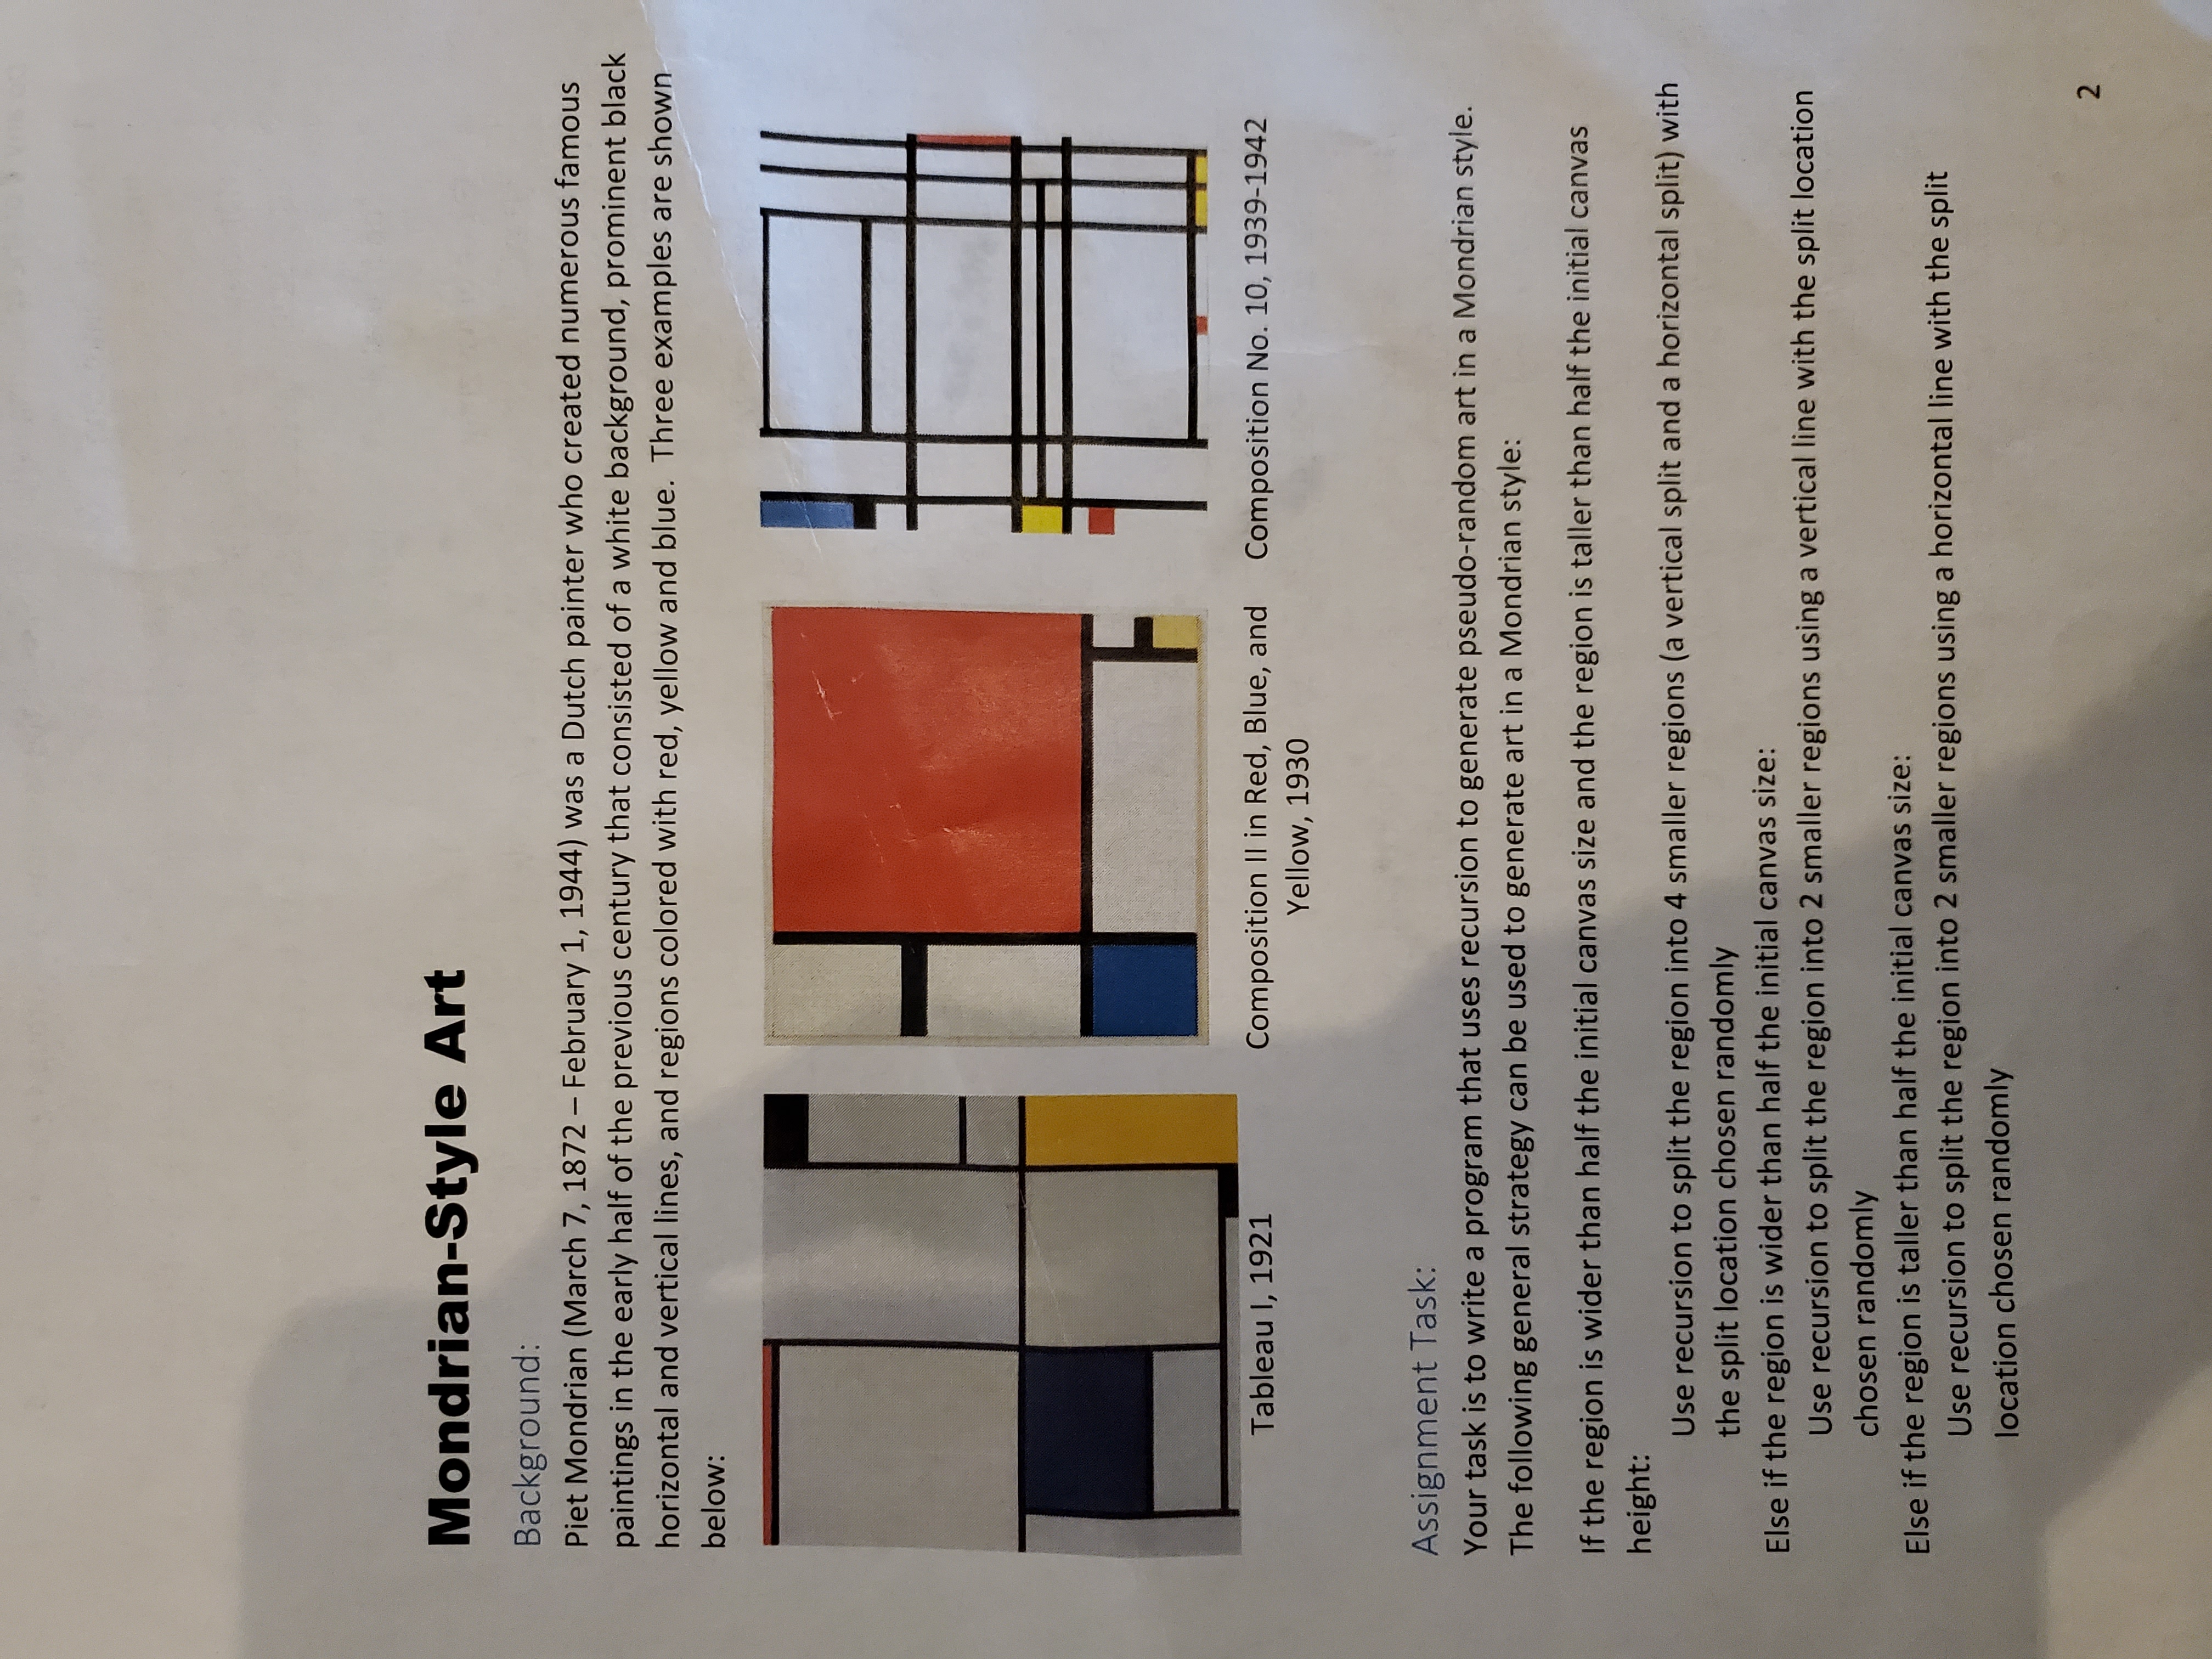 Mondrian-Style Art
Background:
Piet Mondrian (March 7, 1872 – February 1, 1944) was a Dutch painter who created numerous famous
paintings in the early half of the previous century that consisted of a white background, prominent black
horizontal and vertical lines, and regions colored with red, yellow and blue. Three examples are shown
below:
Tableau I, 1921
Composition II in Red, Blue, and
Yellow, 1930
Composition No. 10, 1939-1942
Assignment Task:
Your task is to write a program that uses recursion to generate pseudo-random art in a Mondrian style.
The following general strategy can be used to generate art in a Mondrian style:
If the region is wider than half the initial canvas size and the region is taller than half the initial canvas
height:
Use recursion to split the region into 4 smaller regions (a vertical split and a horizontal split) with
the split location chosen randomly
Else if the region is wider than half the initial canvas size:
Use recursion to split the region into 2 smaller regions using a vertical line with the split location
chosen randomly
Else if the region is taller than half the initial canvas size:
Use recursion to split the region into 2 smaller regions using a horizontal line with the split
location chosen randomly
2